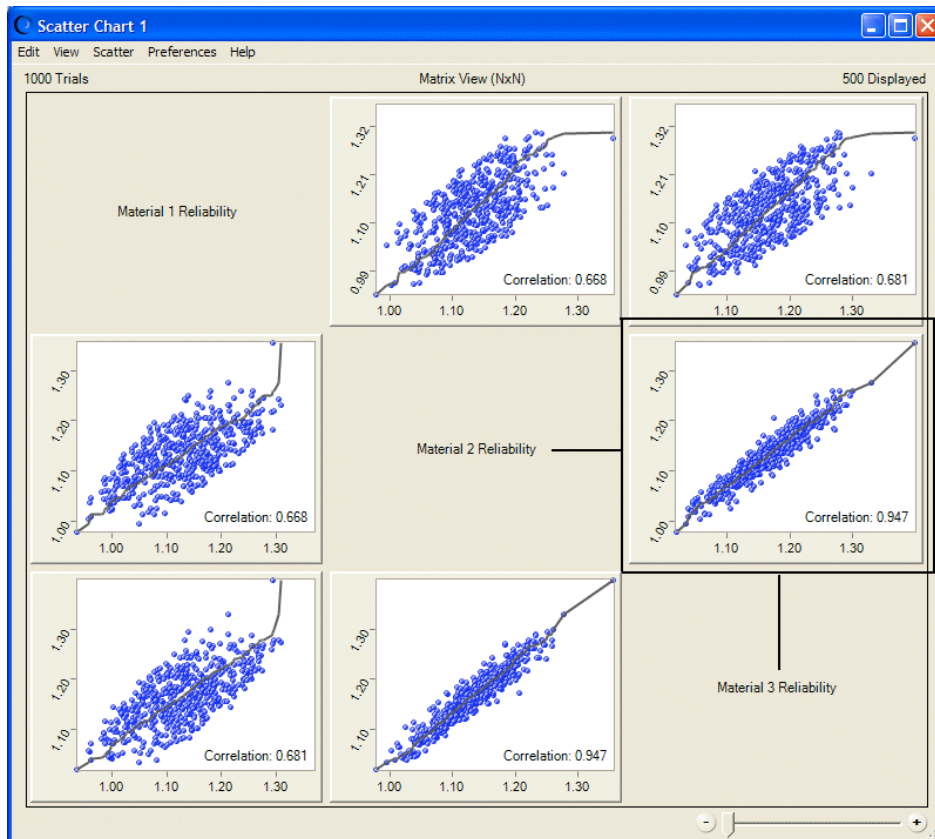 Scatter Chart 1
Edit View Scatter Preferences Help
1000 Trials Matrix View (NxN) 500 Displayed
Material 1 Reliability
1.32
1.21
1.10
0.99
Correlation: 0.668
1.00 1.10 1.20 1.30
1.32
1.21
1.10
0.99
Correlation: 0.681
1.10 1.20 1.30
1.30
1.20
1.10
1.00
Correlation: 0.668
1.00 1.10 1.20 1.30
Material 2 Reliability
1.30
1.20
1.10
1.00
Correlation: 0.947
1.10 1.20 1.30
1.30
1.20
1.10
Correlation: 0.681
1.00 1.10 1.20 1.30
1.30
1.20
1.10
Correlation: 0.947
1.00 1.10 1.20 1.30
Material 3 Reliability